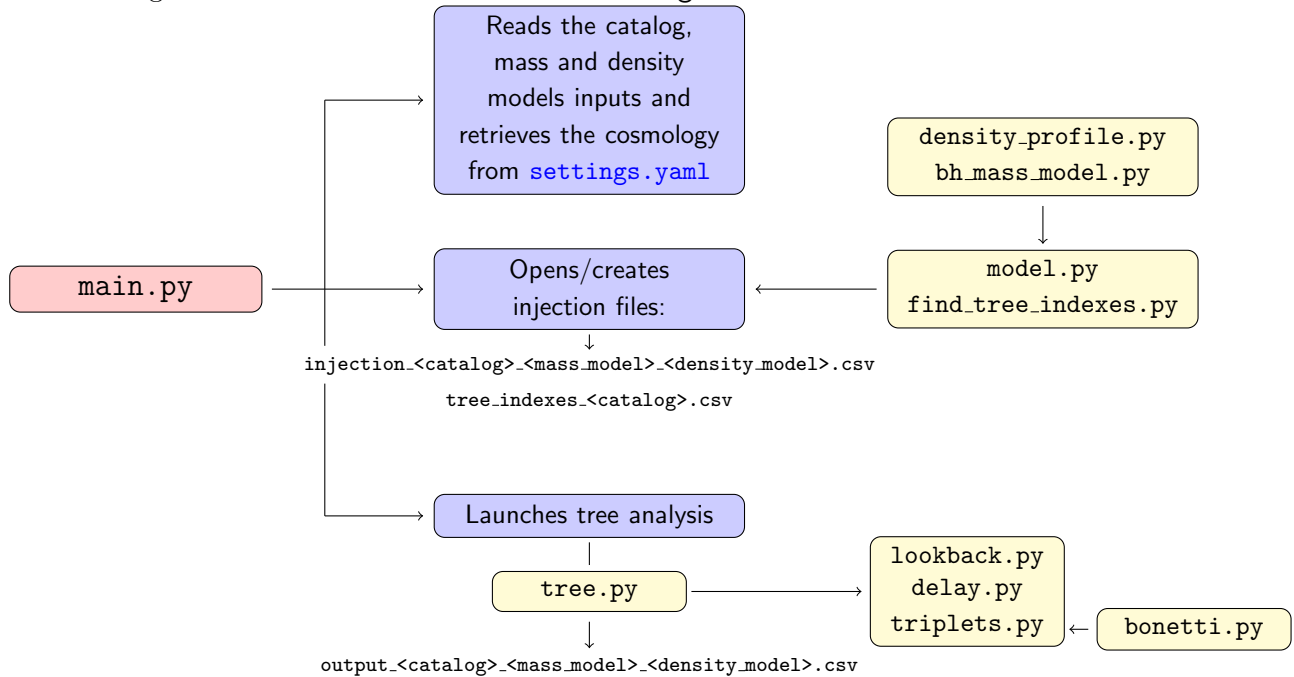 Reads the catalog,
mass and density
models inputs and
retrieves the cosmology
from settings.yaml
density_profile.py
bh_mass_model.py
main.py
Opens/creates
injection files:
model.py
find_tree_indexes.py
injection_<catalog>_<mass_model>_<density_model>.csv
tree_indexes_<catalog>.csv
Launches tree analysis
tree.py
lookback.py
delay.py
triplets.py
bonetti.py
output_<catalog>_<mass_model>_<density_model>.csv